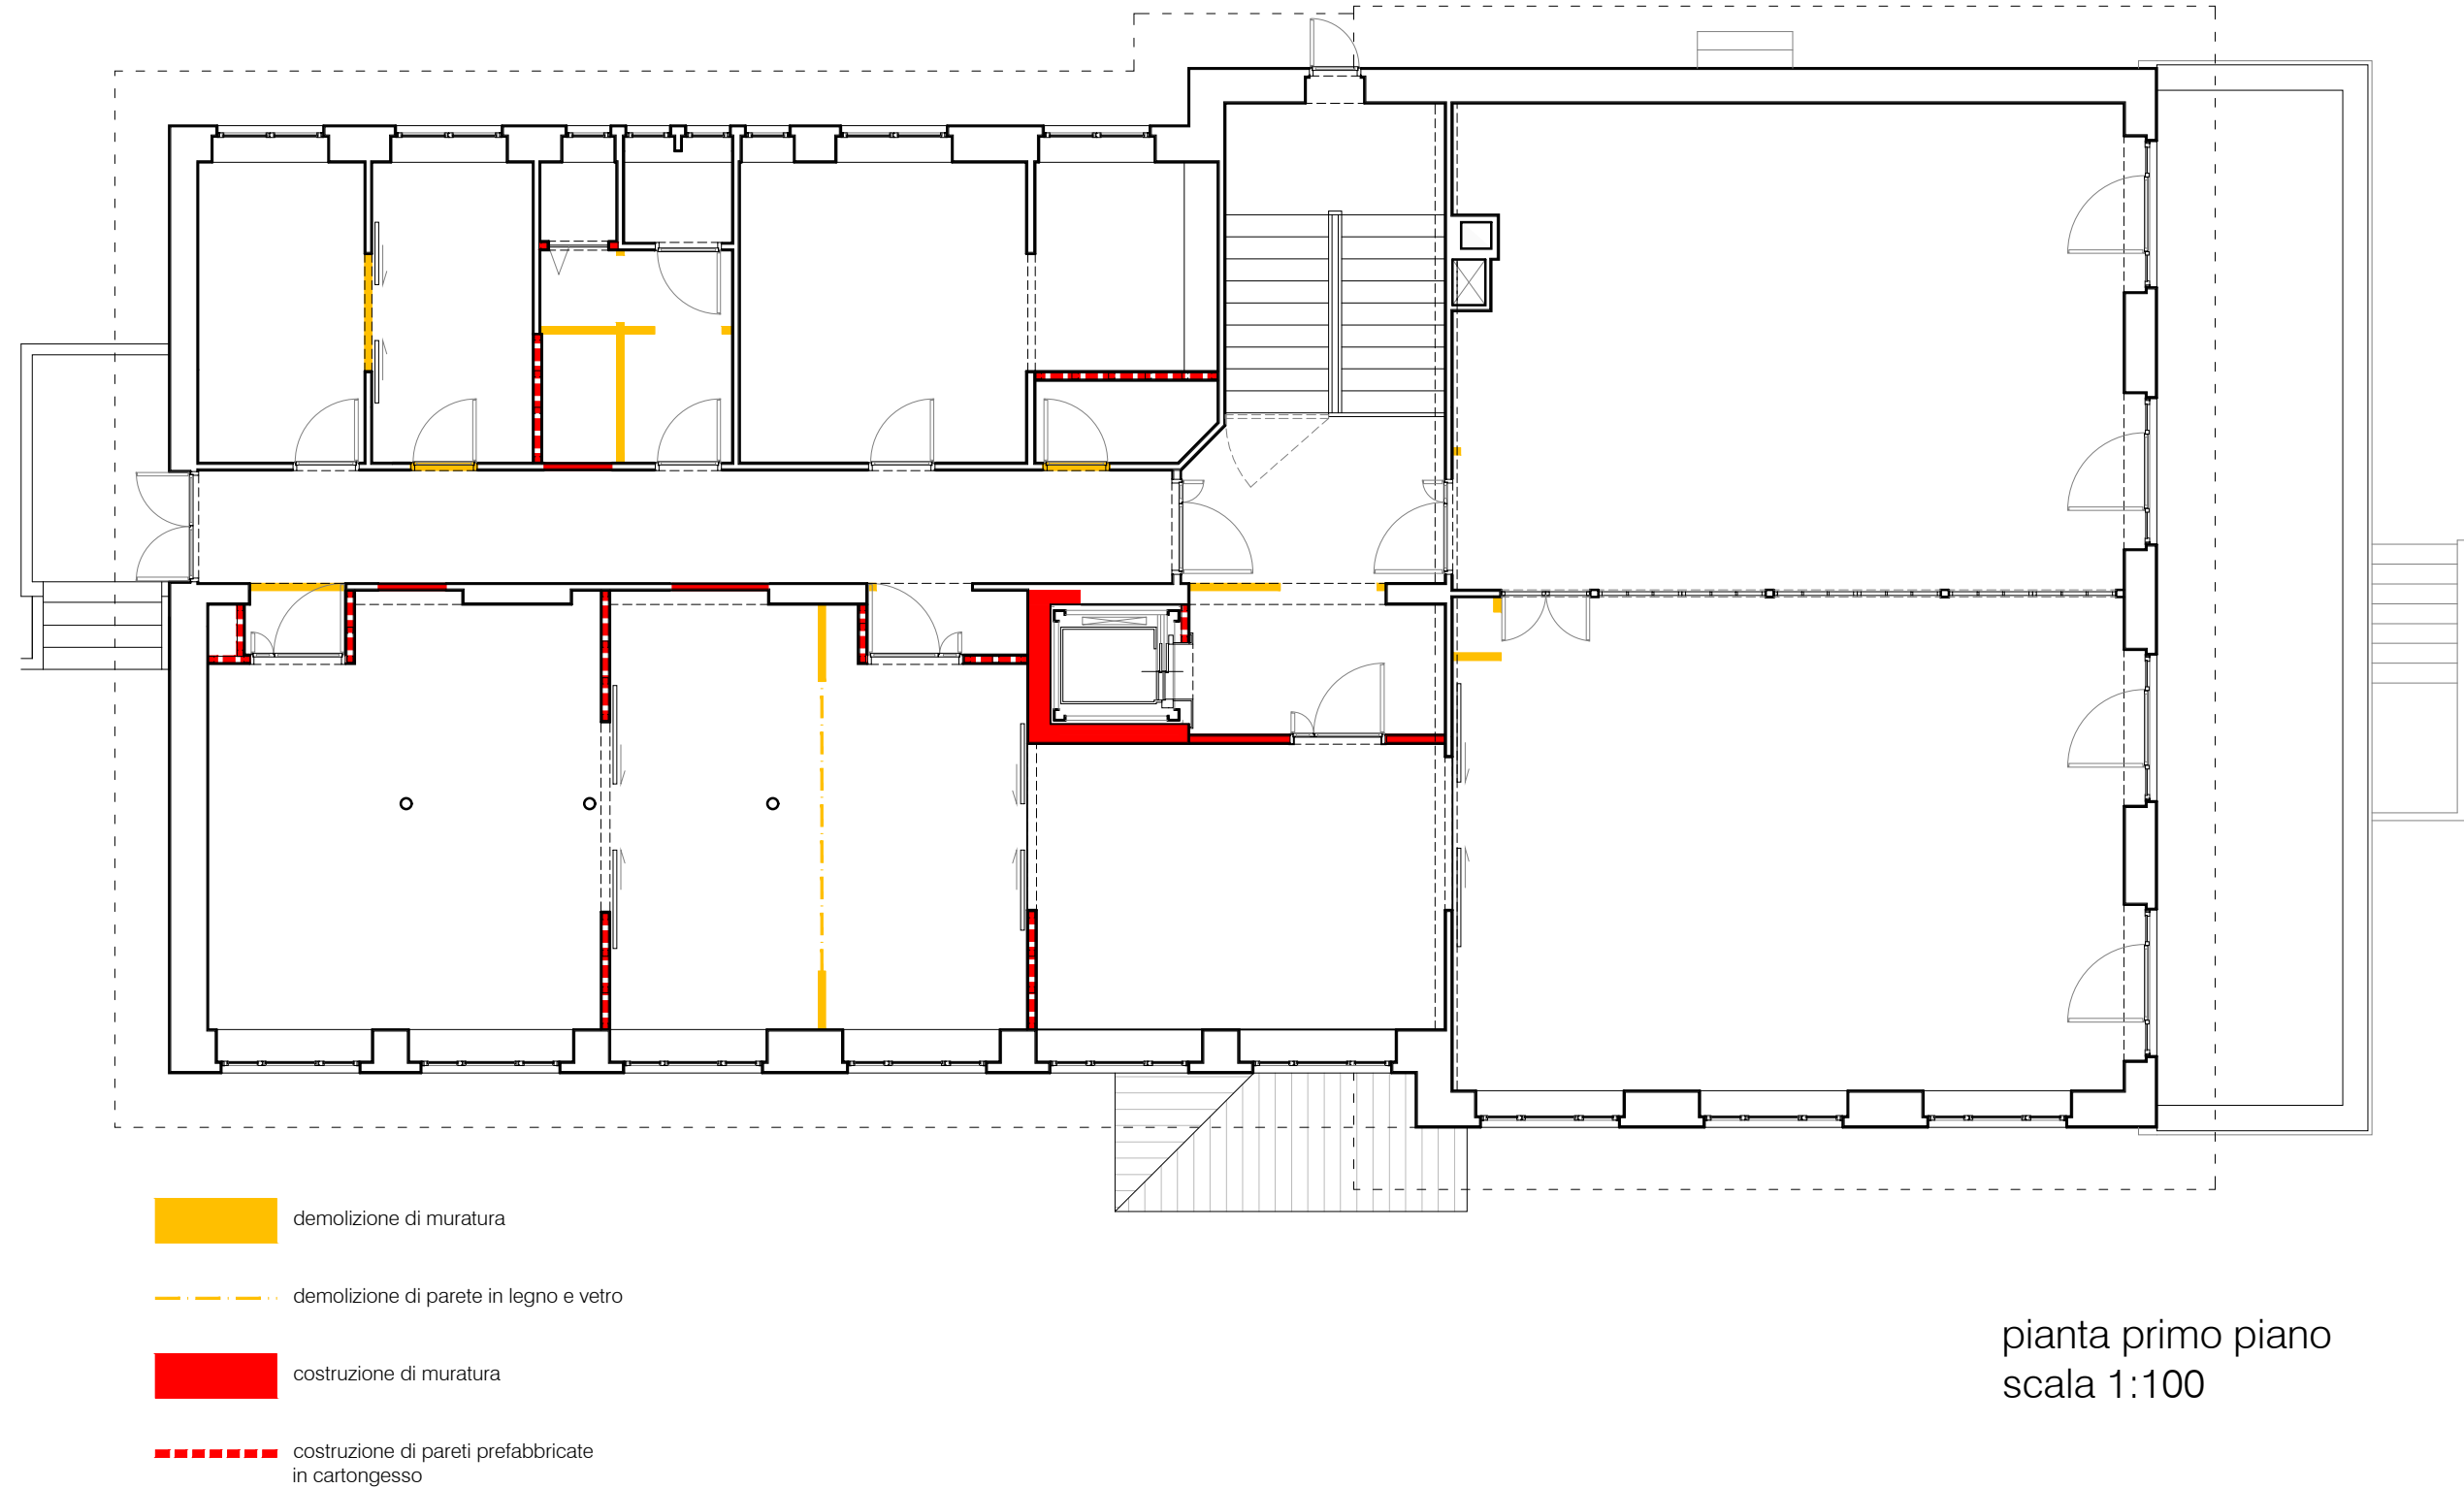 demolizione di muratura
demolizione di parete in legno e vetro
costruzione di muratura
costruzione di pareti prefabbricate
in cartongesso
pianta primo piano
scala 1:100